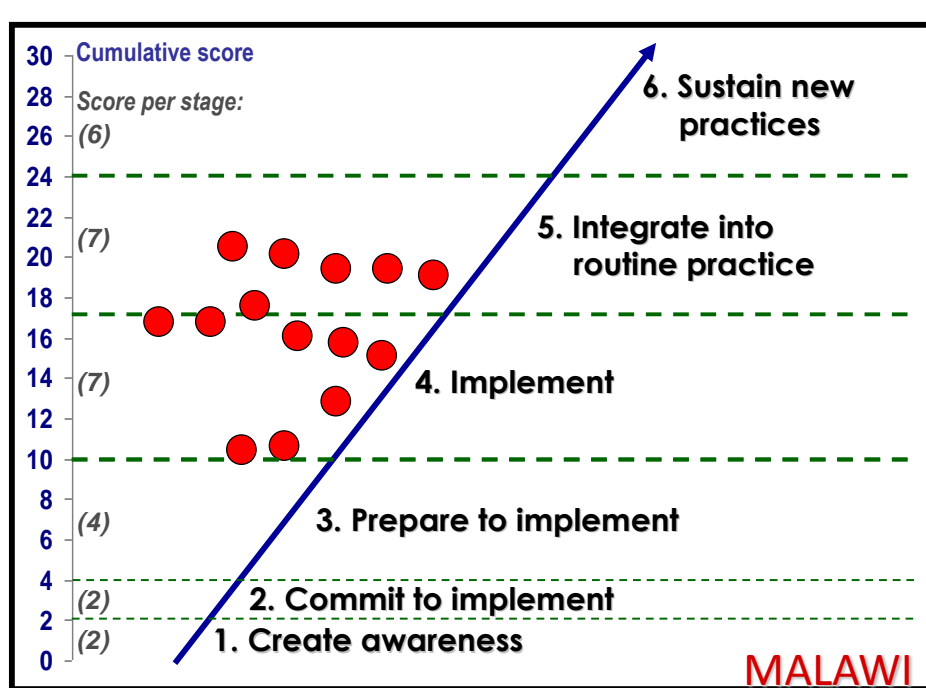 30
Cumulative score
28
Score per stage:
26
(6)
6. Sustain new
practices
24
22
(7)
5. Integrate into
20
routine practice
18
16
14
(7)
4. Implement
12
10
8
3. Prepare to implement
6
(4)
4
(2)
2. Commit to implement
2
(2)
1. Create awareness
0
MALAWI